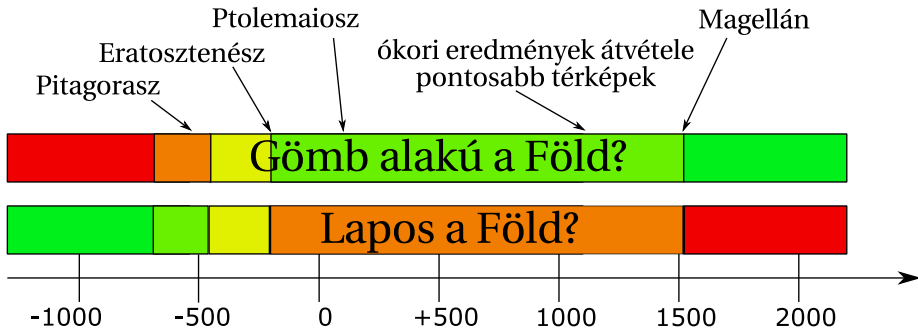 Ptolemaiosz
Magellán
Eratosztenész
ókori eredmények átvétele
pontosabb térképek
Pitagorasz
Gömb alakú a Föld?
Lapos a Föld?
-1000
-500
0
+500
1000
1500
2000